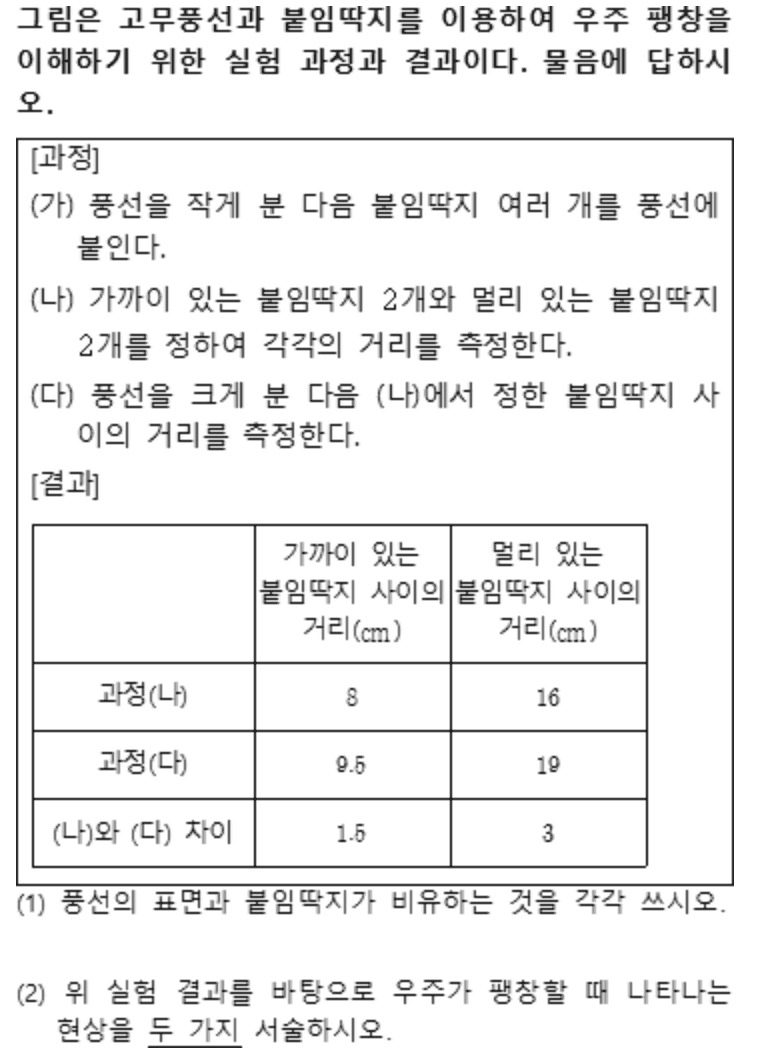 그림은 고무풍선과 붙임딱지를 이용하여 우주 팽창을
이해하기 위한 실험 과정과 결과이다. 물음에 답하시
오.
[과정]
(가) 풍선을 작게 분 다음 붙임딱지 여러 개를 풍선에
붙인다.
(나) 가까이 있는 붙임딱지 2개와 멀리 있는 붙임딱지
2개를 정하여 각각의 거리를 측정한다.
(다) 풍선을 크게 분 다음 (나)에서 정한 붙임딱지 사
이의 거리를 측정한다.
[결과]
가까이 있는
붙임딱지 사이의
거리(cm)
멀리 있는
붙임딱지 사이의
거리(cm)
과정(나) 8 16
과정(다) 9.5 19
(나)와 (다) 차이 1.5 3
(1) 풍선의 표면과 붙임딱지가 비유하는 것을 각각 쓰시오.
(2) 위 실험 결과를 바탕으로 우주가 팽창할 때 나타나는
현상을 두 가지 서술하시오.